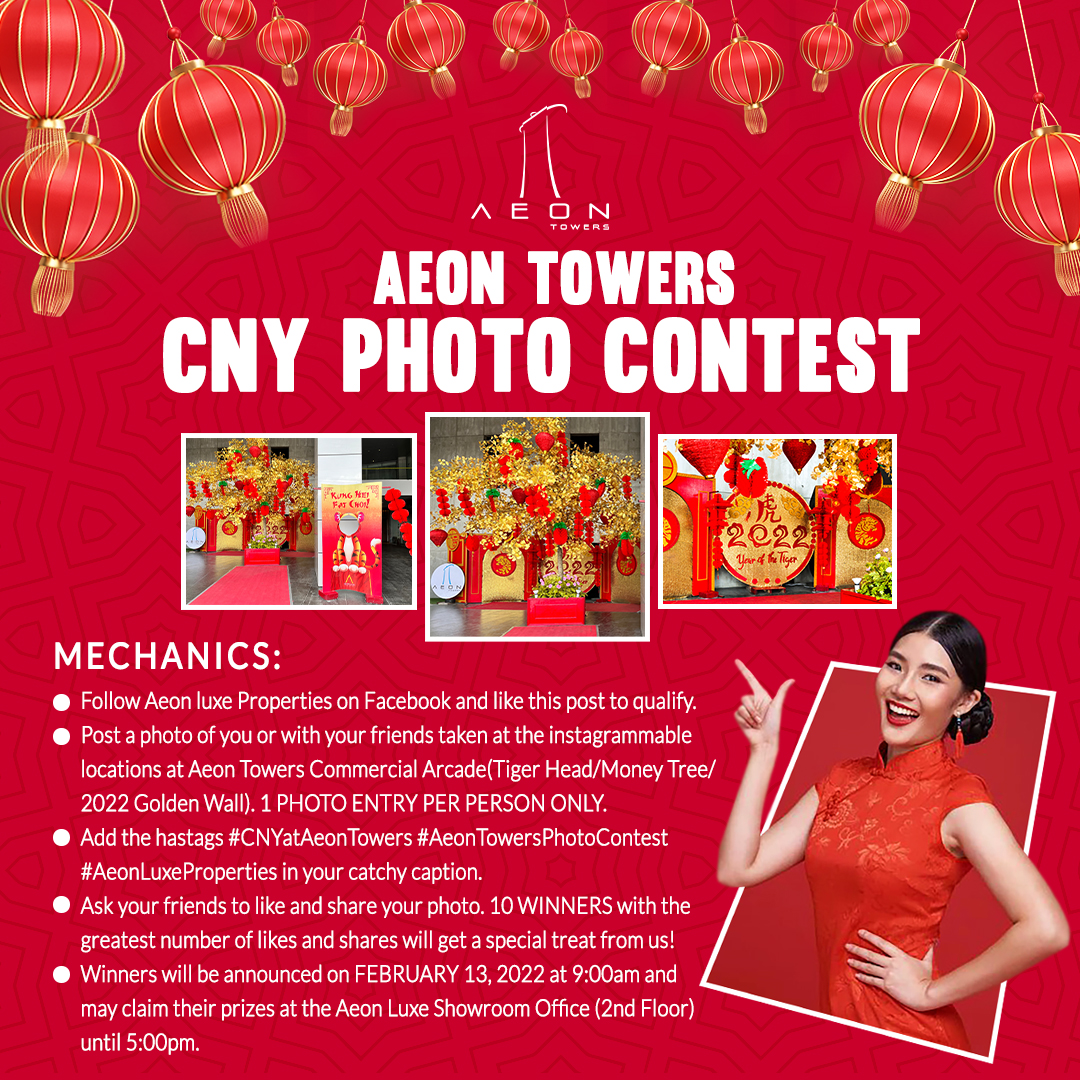 AEON
TOWERS
AEON TOWERS
CNY PHOTO CONTEST
KUNG HEI
FAT CHOI!
2022
AEON
2022
虎
2022
Year of the Tiger
MECHANICS:
Follow Aeon luxe Properties on Facebook and like this post to qualify.
Post a photo of you or with your friends taken at the instagrammable
locations at Aeon Towers Commercial Arcade(Tiger Head/Money Tree/
2022 Golden Wall). 1 PHOTO ENTRY PER PERSON ONLY.
Add the hastags #CNYatAeonTowers #AeonTowersPhotoContest
#AeonLuxeProperties in your catchy caption.
Ask your friends to like and share your photo. 10 WINNERS with the
greatest number of likes and shares will get a special treat from us!
Winners will be announced on FEBRUARY 13, 2022 at 9:00am and
may claim their prizes at the Aeon Luxe Showroom Office (2nd Floor)
until 5:00pm.